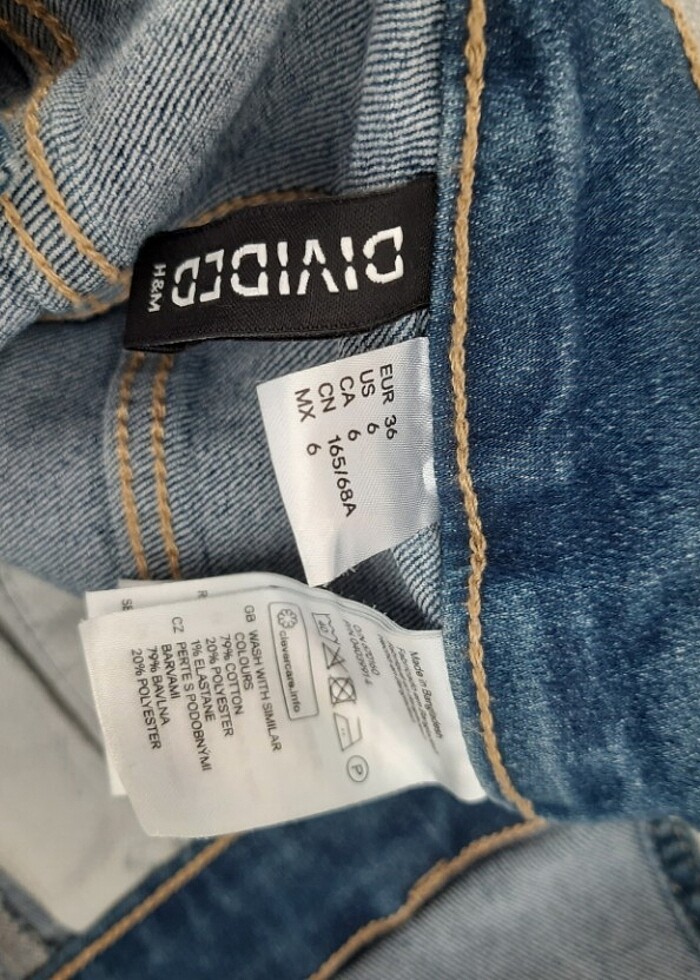 DIVIDED
H&M
EUR 36
US 6
CA 6
CN 165/68A
MX 6
Made in Bangladesh
clevercare.info
GB WASH WITH SIMILAR
COLOURS
79% COTTON
20% POLYESTER
1% ELASTANE
CZ PERTE S PODOBNÝMI
BARVAMI
79% BAVLNA
20% POLYESTER